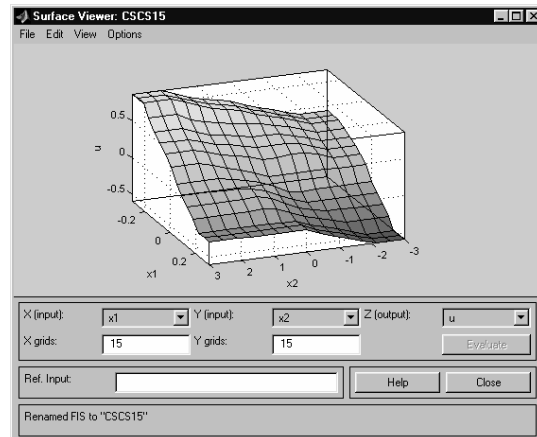 Surface Viewer: CSCS15
File Edit View Options
0.5
0
-0.5
u
-0.2
0
0.2
x1
3
2
1
0
-1
-2
-3
x2
X (input): x1 Y (input): x2 Z (output): u
X grids: 15 Y grids: 15 Evaluate
Ref. Input: Help Close
Renamed FIS to "CSCS15"